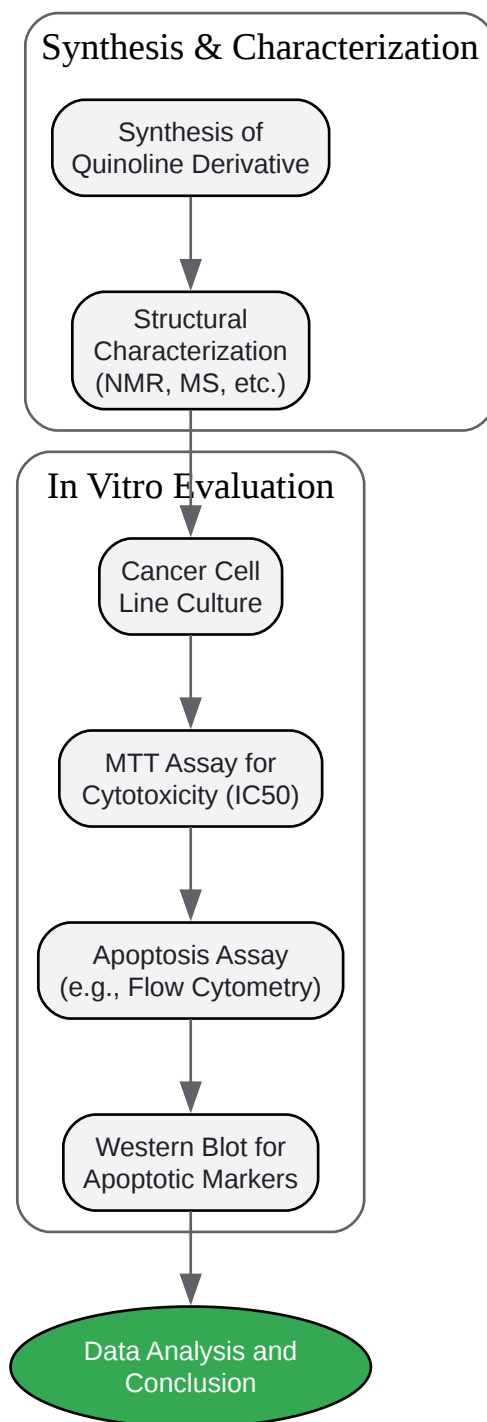 Synthesis & Characterization
Synthesis of
Quinoline Derivative
Structural
Characterization
(NMR, MS, etc.)
In Vitro Evaluation
Cancer Cell
Line Culture
MTT Assay for
Cytotoxicity (IC50)
Apoptosis Assay
(e.g., Flow Cytometry)
Western Blot for
Apoptotic Markers
Data Analysis and
Conclusion